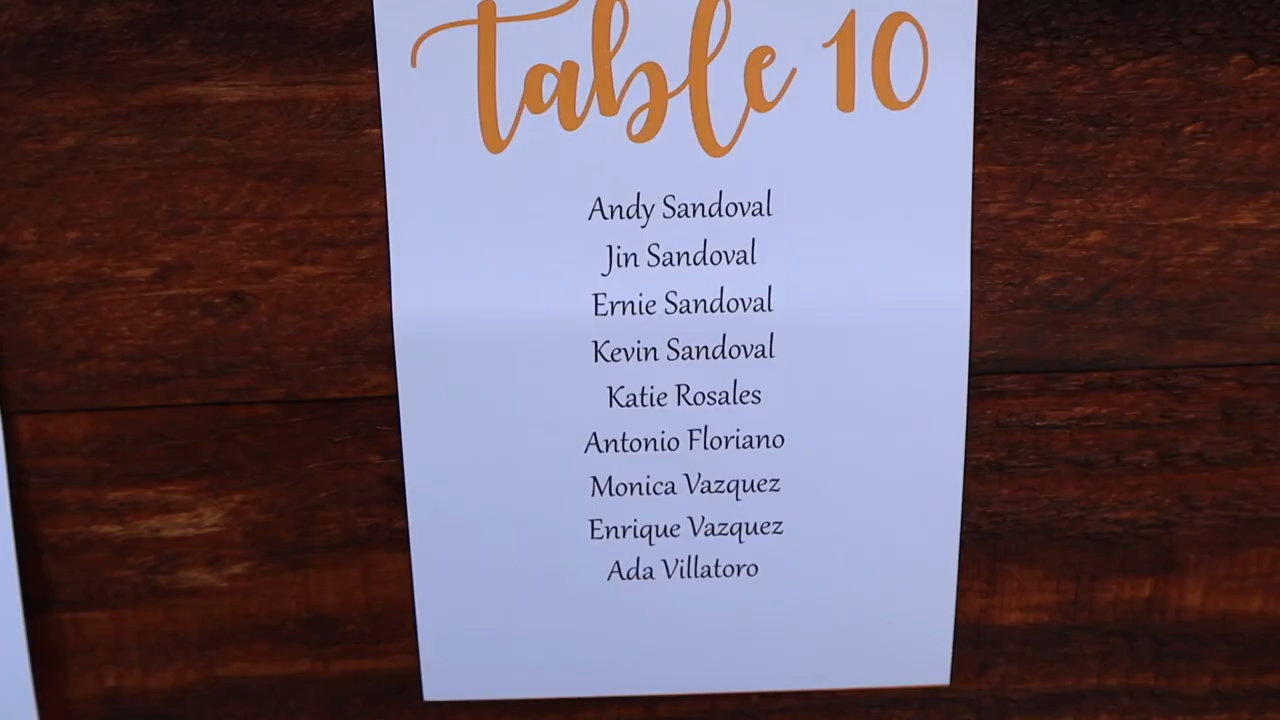 Table 10
Andy Sandoval
Jin Sandoval
Ernie Sandoval
Kevin Sandoval
Katie Rosales
Antonio Floriano
Monica Vazquez
Enrique Vazquez
Ada Villatoro